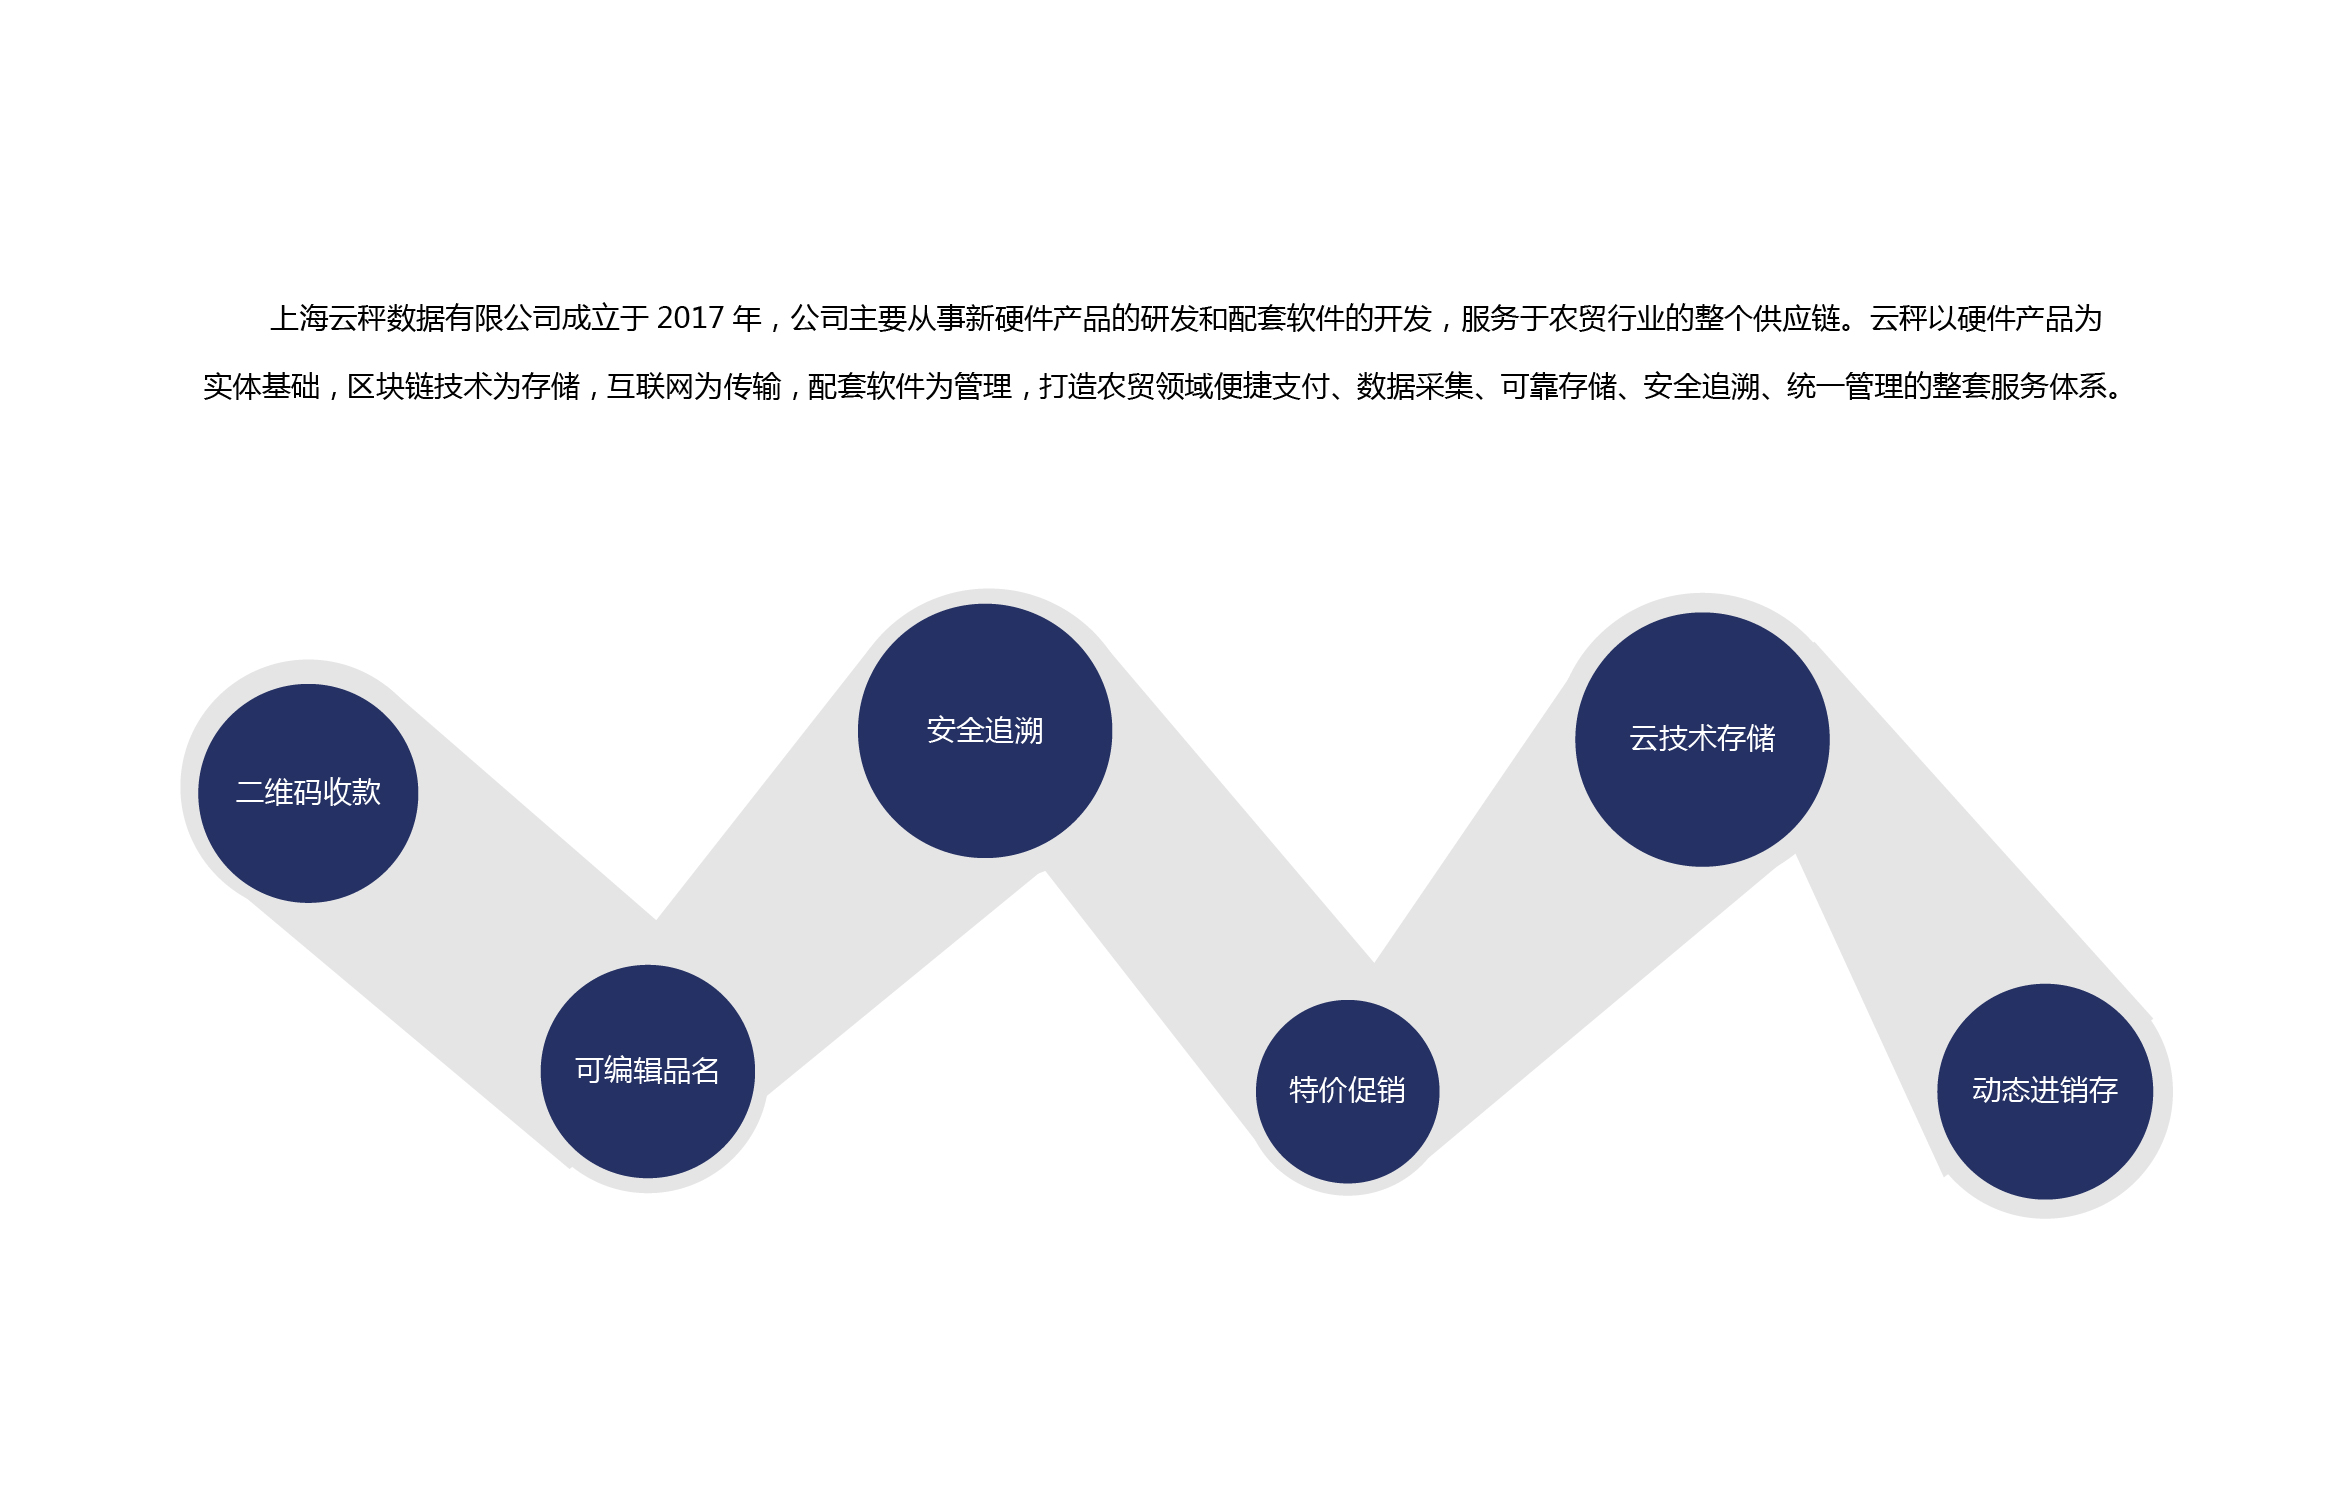 上海云秤数据有限公司成立于 2017 年，公司主要从事新硬件产品的研发和配套软件的开发，服务于农贸行业的整个供应链。云秤以硬件产品为
实体基础，区块链技术为存储，互联网为传输，配套软件为管理，打造农贸领域便捷支付、数据采集、可靠存储、安全追溯、统一管理的整套服务体系。
二维码收款
可编辑品名
安全追溯
特价促销
云技术存储
动态进销存